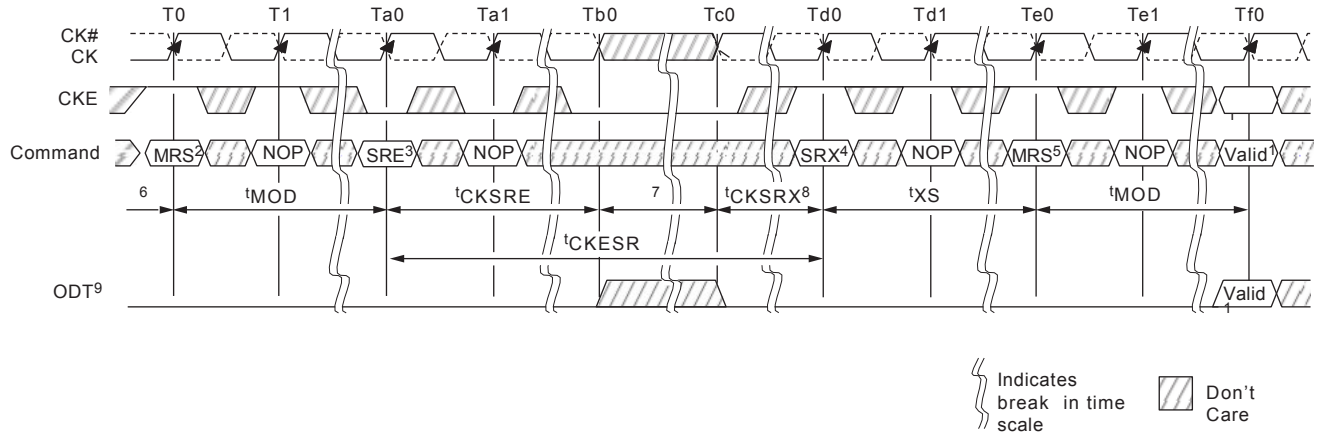 T0 T1 Ta0 Ta1 Tb0 Tc0 Td0 Td1 Te0 Te1 Tf0
CK#
CK
CKE
Command MRS2 NOP SRE3 NOP SRX4 NOP MRS5 NOP Valid1
6 tMOD tCKSRE 7 tCKSRX8 tXS tMOD
tCKESR
ODT9 Valid
1
Indicates
break in time
scale
Don't
Care